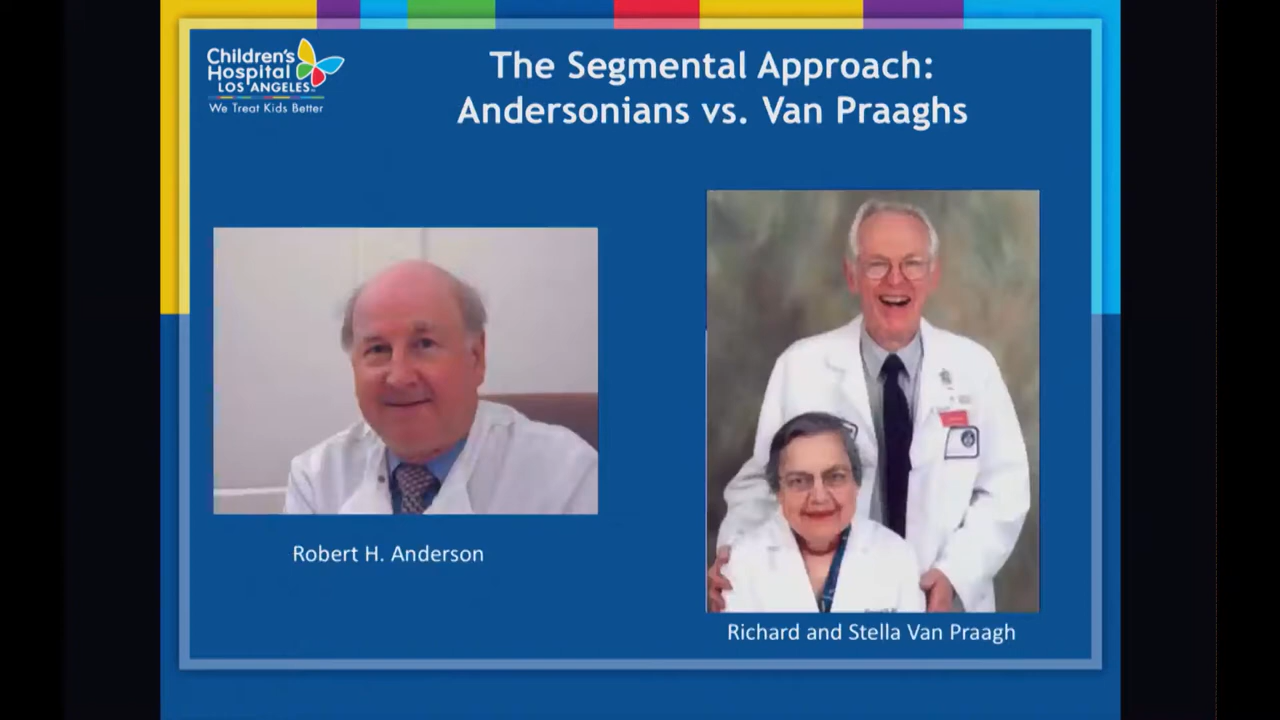 Children's
Hospital
LOS ANGELES
We Treat Kids Better
The Segmental Approach:
Andersonians vs. Van Praaghs
Robert H. Anderson
Richard and Stella Van Praagh